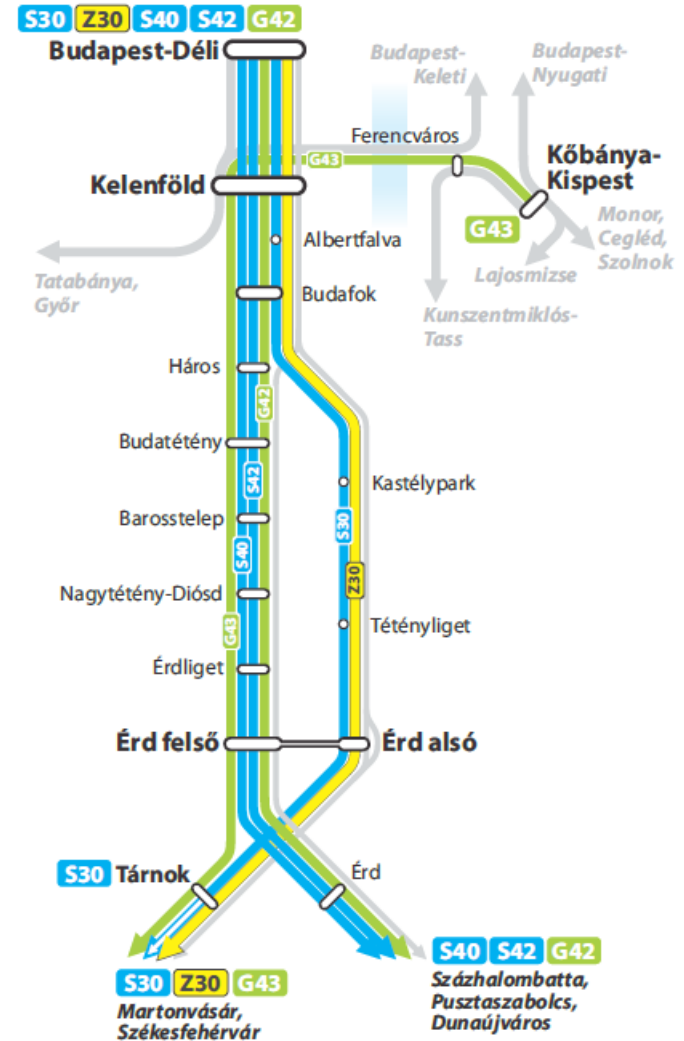 S30 Z30 S40 S42 G42
Budapest-Déli
Budapest-
Keleti
Budapest-
Nyugati
Ferencváros
G43
Kőbánya-
Kispest
Kelenföld
G43
Monor,
Cegléd,
Szolnok
Albertfalva
Lajosmizse
Tatabánya,
Győr
Budafok
Kunszentmiklós-
Tass
Háros
G42
Budatétény
S42
Kastélypark
Barosstelep
S30
S40
Z30
Nagytétény-Diósd
G43
Tétényliget
Érdliget
Érd felső
Érd alsó
S30 Tárnok
Érd
S40 S42 G42
Százhalombatta,
Pusztaszabolcs,
Dunaújváros
S30 Z30 G43
Martonvásár,
Székesfehérvár